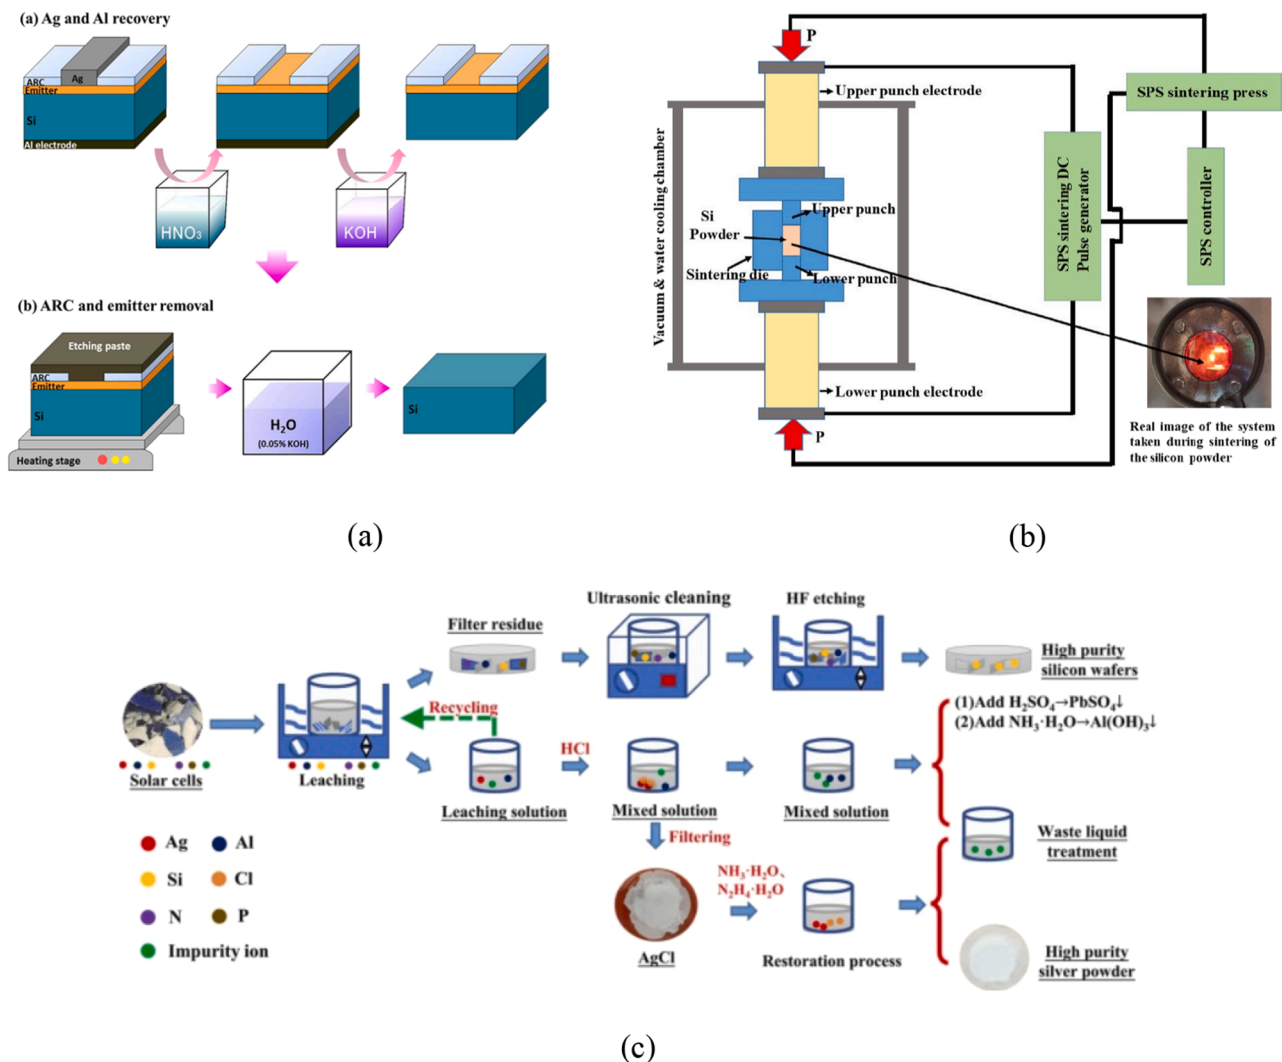 (a) Ag and Al recovery
Ag
ARC
Emitter
Si
Al electrode
HNO₃
KOH
(b) ARC and emitter removal
Etching paste
ARC
Emitter
Si
Heating stage
H₂O
(0.05% KOH)
Si
(a)
P
Upper punch electrode
SPS sintering press
Vacuum & water cooling chamber
SPS sintering DC
Pulse generator
SPS controller
Si
Powder
Upper punch
Sintering die
Lower punch
Lower punch electrode
P
Real image of the system
taken during sintering of
the silicon powder
(b)
Ultrasonic cleaning
HF etching
Filter residue
High purity
silicon wafers
Recycling
(1)Add H₂SO₄→PbSO₄↓
(2)Add NH₃·H₂O→Al(OH)₃↓
HCl
Solar cells
Leaching
Leaching solution
Mixed solution
Mixed solution
Filtering
Waste liquid
treatment
Ag
Al
Si
Cl
N
P
Impurity ion
NH₃·H₂O、
N₂H₄·H₂O
AgCl
Restoration process
High purity
silver powder
(c)